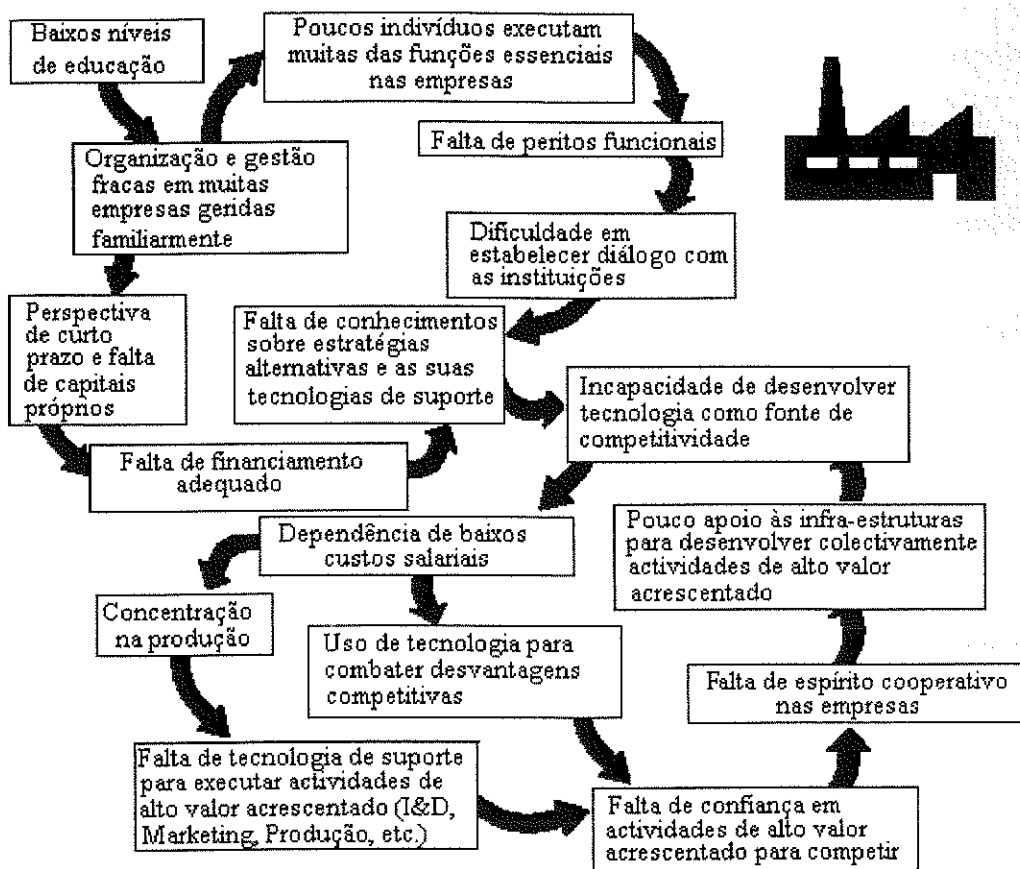 Baixos níveis
de educação
Poucos indivíduos executam
muitas das funções essenciais
nas empresas
Falta de peritos funcionais
Organização e gestão
fracas em muitas
empresas geridas
familiarmente
Dificuldade em
estabelecer diálogo com
as instituições
Perspectiva
de curto
prazo e falta
de capitais
próprios
Falta de conhecimentos
sobre estratégias
alternativas e as suas
tecnologias de suporte
Incapacidade de desenvolver
tecnologia como fonte de
competitividade
Falta de financiamento
adequado
Dependência de baixos
custos salariais
Pouco apoio às infra-estruturas
para desenvolver colectivamente
actividades de alto valor
acrescentado
Concentração
na produção
Uso de tecnologia para
combater desvantagens
competitivas
Falta de espírito cooperativo
nas empresas
Falta de tecnologia de suporte
para executar actividades de
alto valor acrescentado (I&D,
Marketing, Produção, etc.)
Falta de confiança em
actividades de alto valor
acrescentado para competir